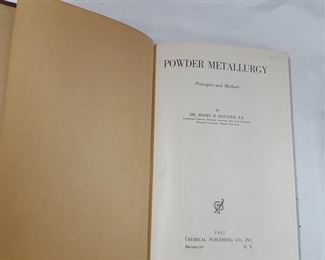 POWDER METALLURGY
Principles and Methods
by
DR. HENRY H. HAUSNER, E.E.
1947
CHEMICAL PUBLISHING CO., INC.
BROOKLYN N. Y.